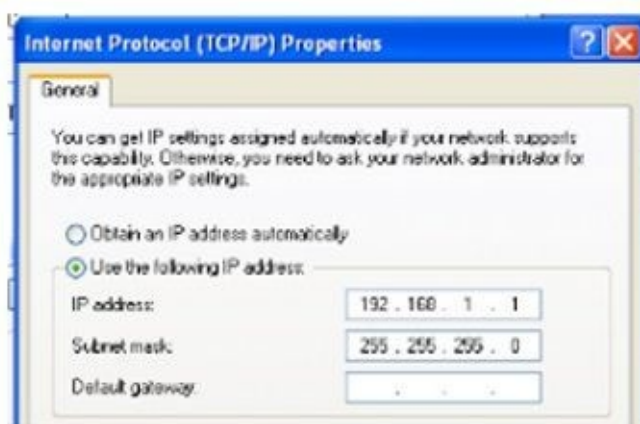 Internet Protocol (TCP/IP) Properties
General
You can get IP settings assigned automatically if your network supports
this capability. Otherwise, you need to ask your network administrator for
the appropriate IP settings.
Obtain an IP address automatically
Use the following IP address:
IP address: 192 . 168 . 1 . 1
Subnet mask: 255 . 255 . 255 . 0
Default gateway: . . .